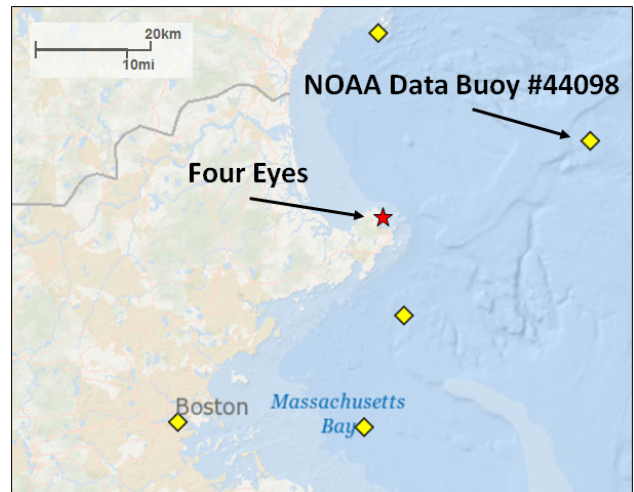 20km
10mi
NOAA Data Buoy #44098
Four Eyes
Boston
Massachusetts
Bay